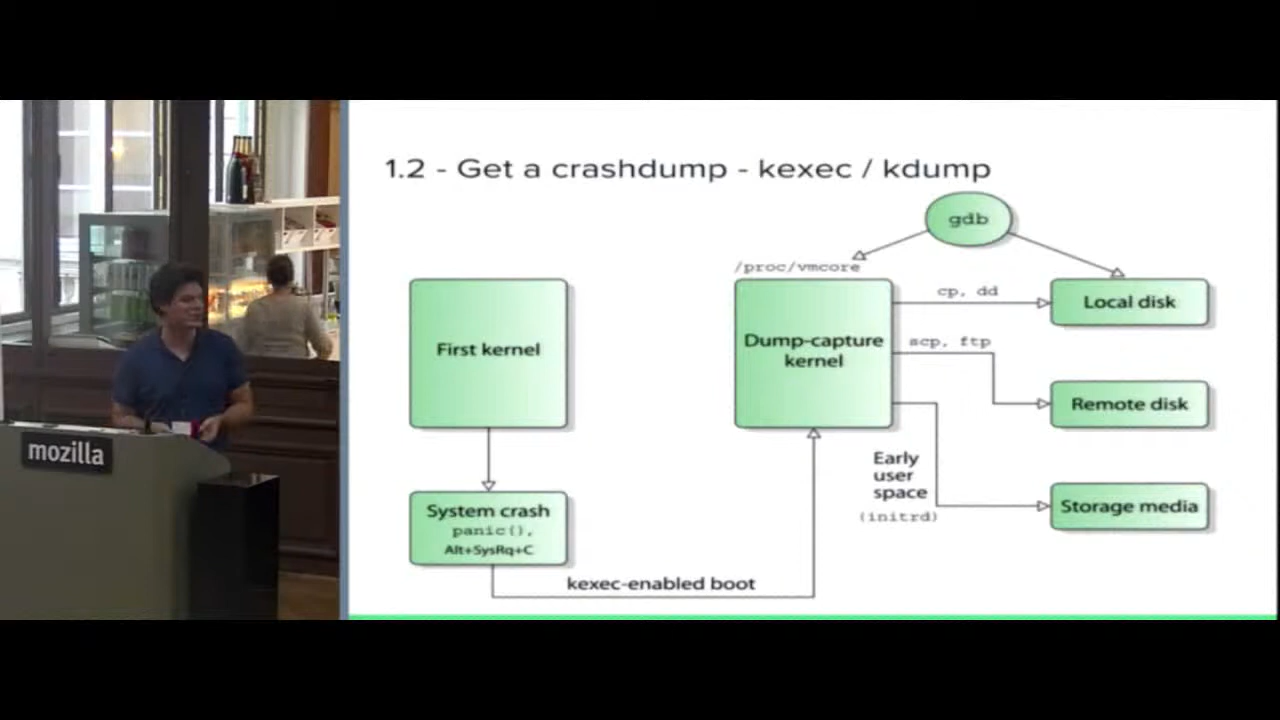 1.2 - Get a crashdump - kexec / kdump
gdb
/proc/vmcore
First kernel
Dump-capture
kernel
cp, dd
Local disk
scp, ftp
Remote disk
Early
user
space
(initrd)
Storage media
System crash
panic(),
Alt+SysRq+C
kexec-enabled boot
mozilla